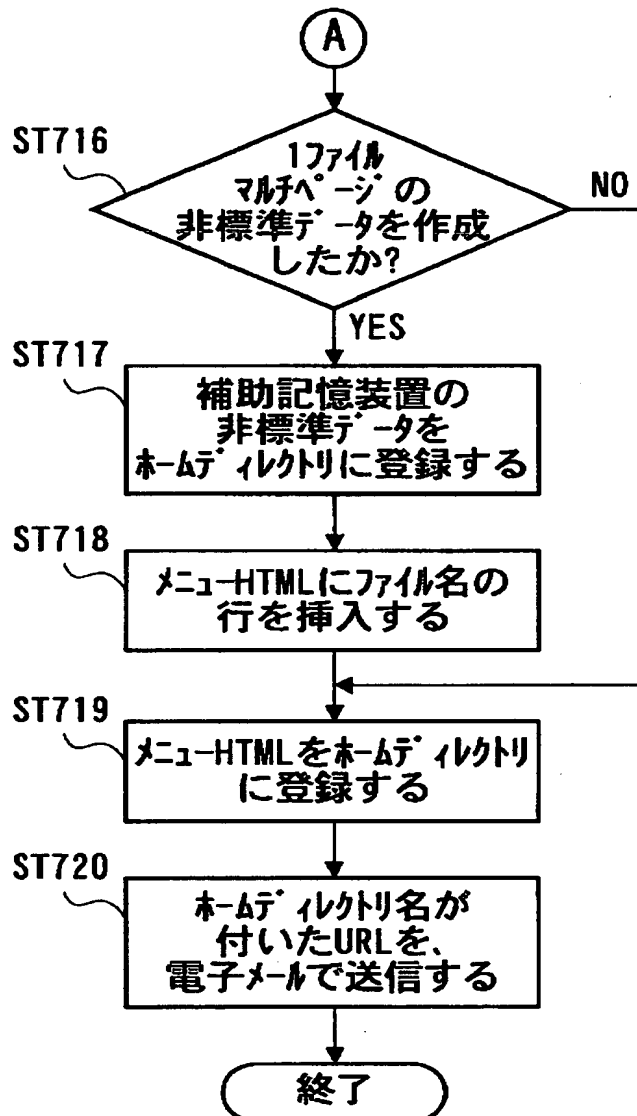 A
ST716
1ファイル
マルチページの
非標準データを作成
したか?
NO
YES
ST717
補助記憶装置の
非標準データを
ホームディレクトリに登録する
ST718
メニューHTMLにファイル名の
行を挿入する
ST719
メニューHTMLをホームディレクトリ
に登録する
ST720
ホームディレクトリ名が
付いたURLを、
電子メールで送信する
終了